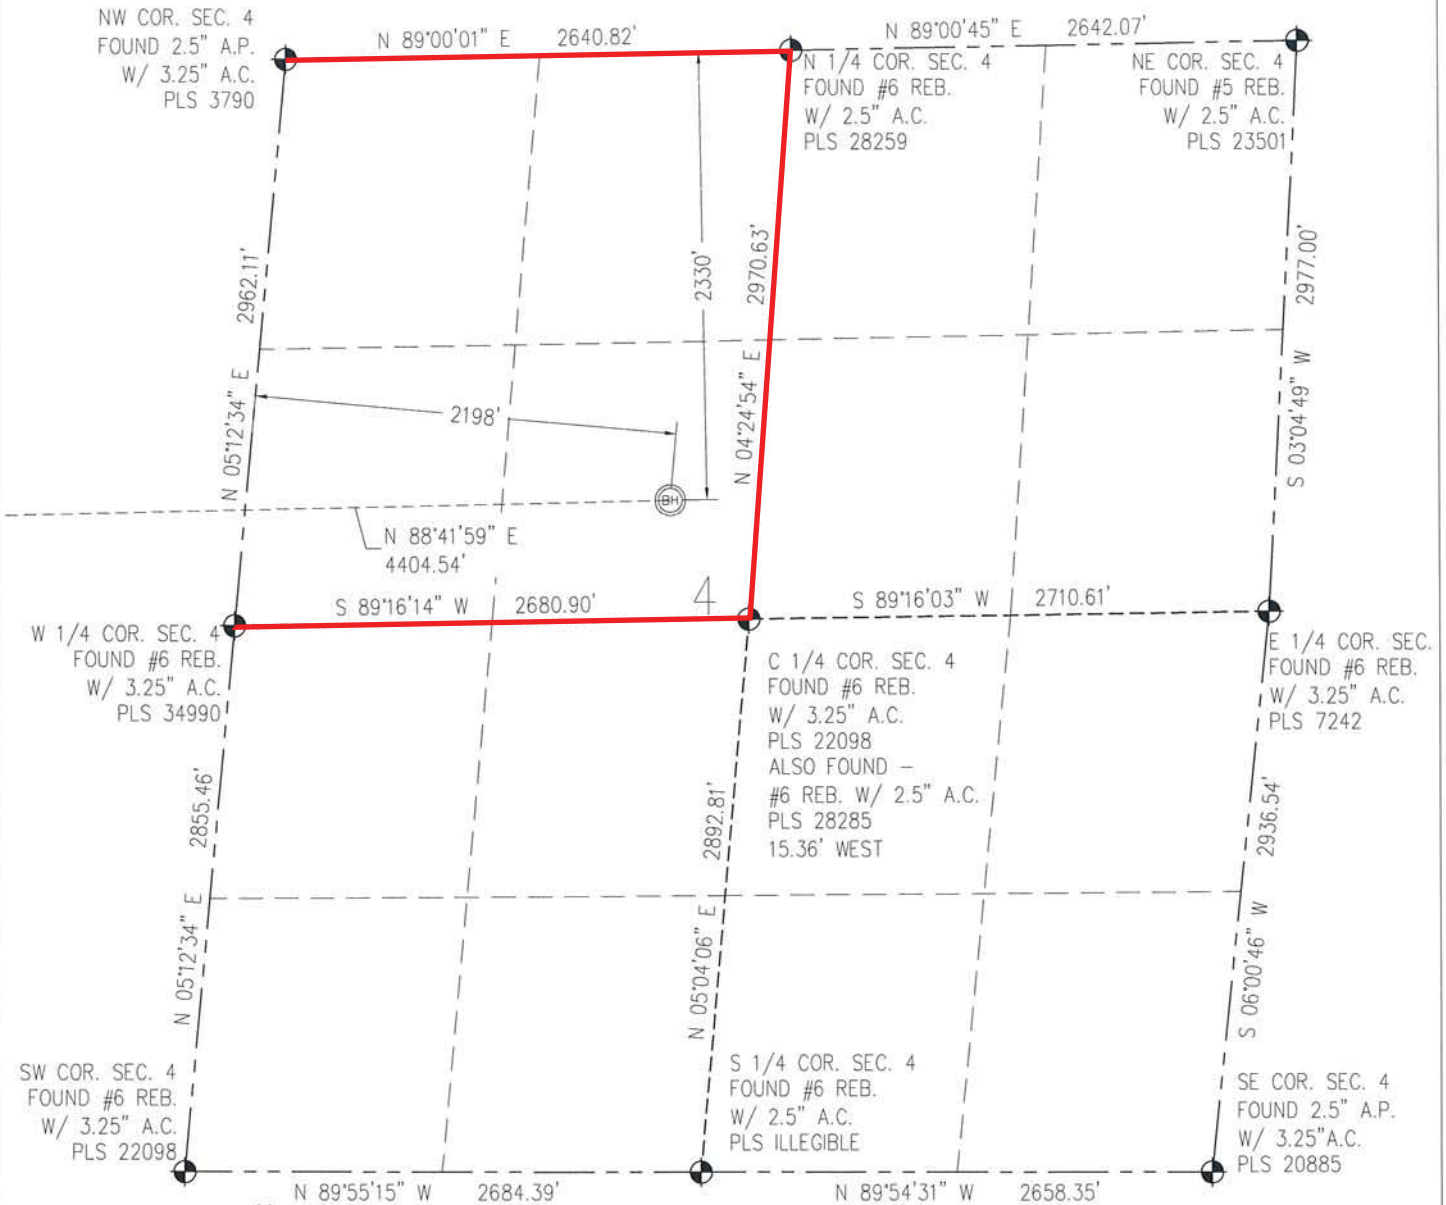 NW COR. SEC. 4
FOUND 2.5" A.P.
W/ 3.25" A.C.
PLS 3790
N 89°00'01" E 2640.82'
N 89°00'45" E 2642.07'
N 1/4 COR. SEC. 4
FOUND #6 REB.
W/ 2.5" A.C.
PLS 28259
NE COR. SEC. 4
FOUND #5 REB.
W/ 2.5" A.C.
PLS 23501
N 05°12'34" E 2962.11'
2330'
N 04°24'54" E 2970.63'
S 03°04'49" W 2977.00'
2198'
BH
N 88°41'59" E
4404.54'
S 89°16'14" W 2680.90'
4
S 89°16'03" W 2710.61'
W 1/4 COR. SEC. 4
FOUND #6 REB.
W/ 3.25" A.C.
PLS 34990
C 1/4 COR. SEC. 4
FOUND #6 REB.
W/ 3.25" A.C.
PLS 22098
ALSO FOUND –
#6 REB. W/ 2.5" A.C.
PLS 28285
15.36' WEST
E 1/4 COR. SEC.
FOUND #6 REB.
W/ 3.25" A.C.
PLS 7242
N 05°12'34" E 2855.46'
N 05°04'06" E 2892.81'
S 06°00'46" W 2936.54'
SW COR. SEC. 4
FOUND #6 REB.
W/ 3.25" A.C.
PLS 22098
S 1/4 COR. SEC. 4
FOUND #6 REB.
W/ 2.5" A.C.
PLS ILLEGIBLE
SE COR. SEC. 4
FOUND 2.5" A.P.
W/ 3.25"A.C.
PLS 20885
N 89°55'15" W 2684.39'
N 89°54'31" W 2658.35'